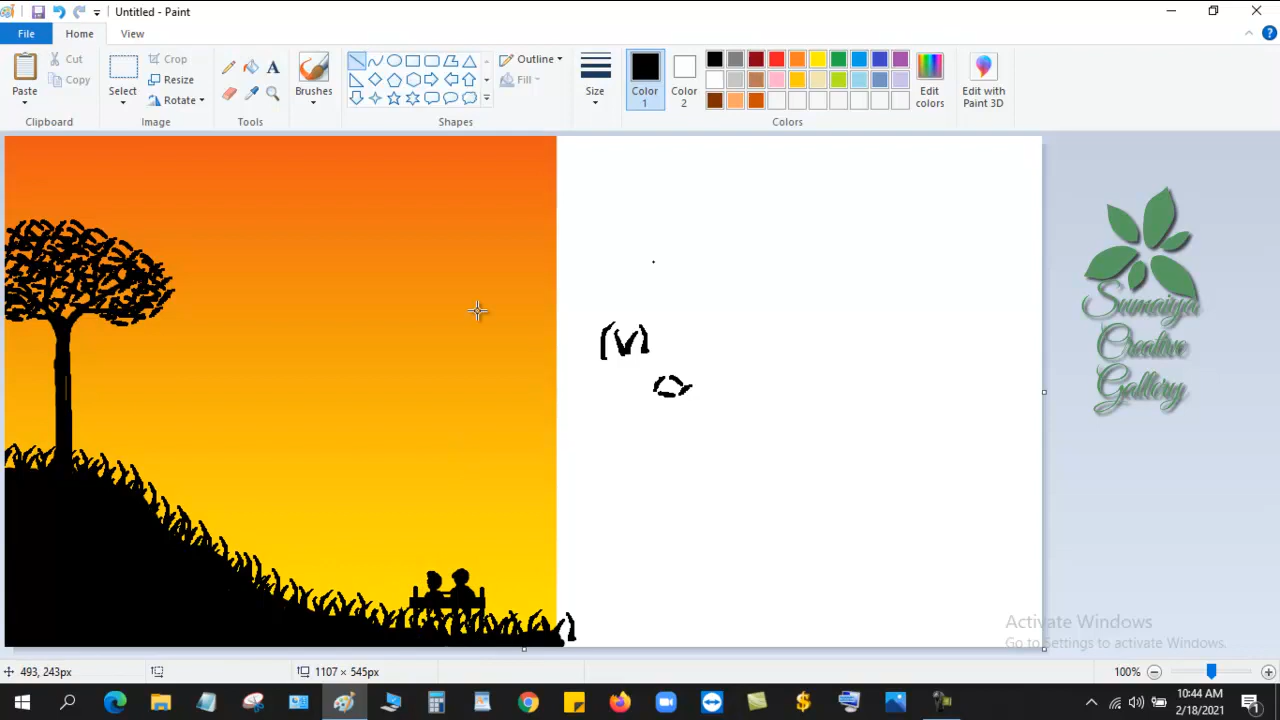 Untitled - Paint
File
Home
View
Paste
Cut
Copy
Clipboard
Select
Crop
Resize
Rotate
Image
A
Tools
Brushes
Shapes
Outline
Fill
Size
Color
1
Color
2
Colors
Edit
colors
Edit with
Paint 3D
Sumaiya
Creative
Gallery
Activate Windows
Go to Settings to activate Windows.
493, 243px
1107 × 545px
100%
10:44 AM
2/18/2021
1